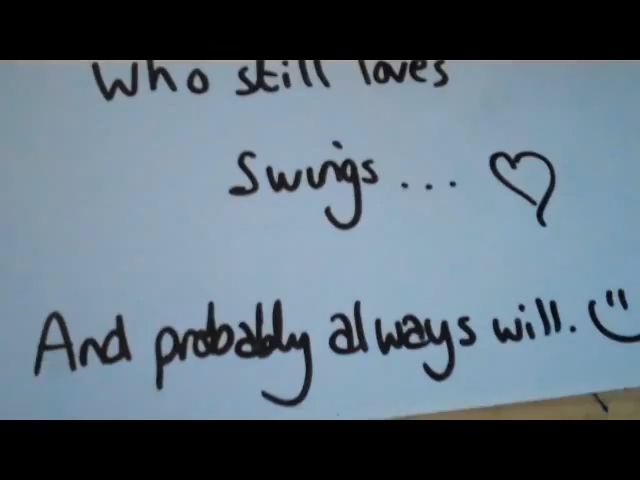 Who still loves
Swings... ♡
And probably always will. Ü